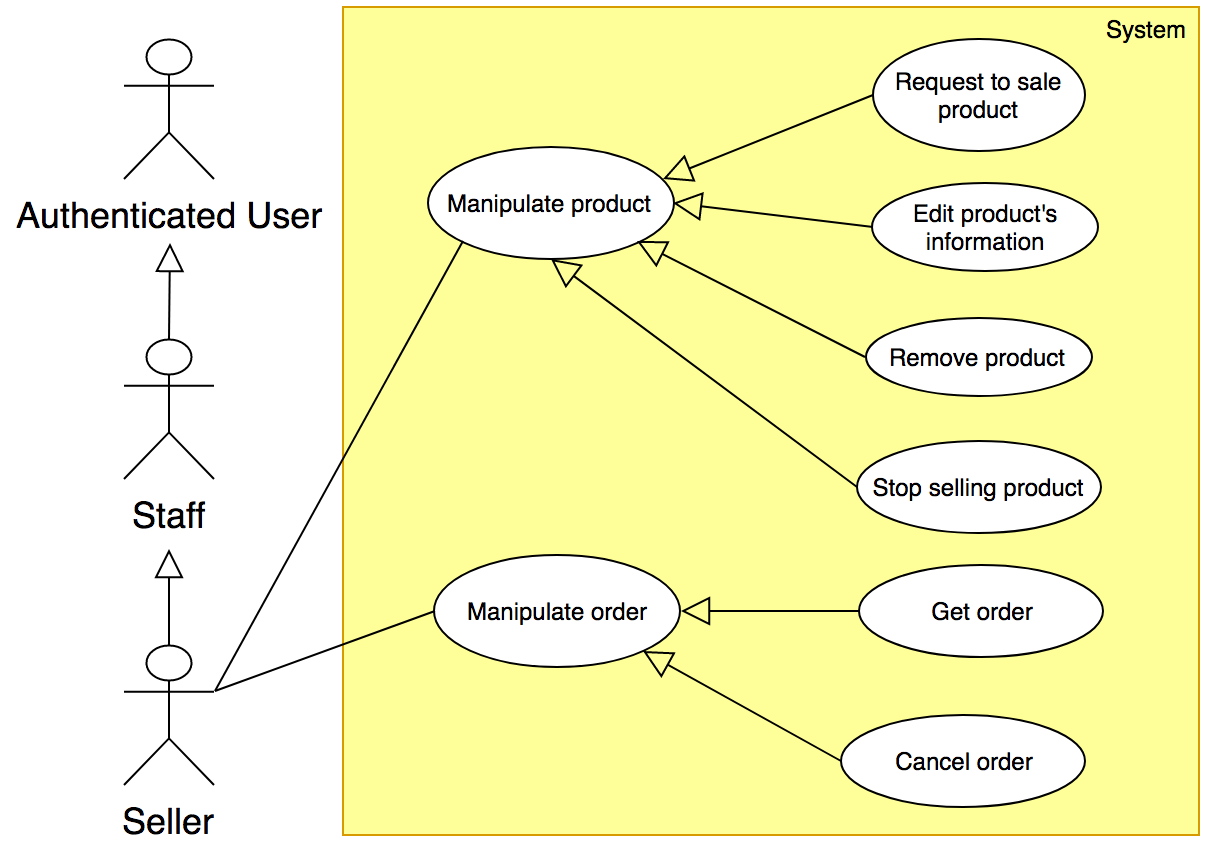 System
Request to sale
product
Authenticated User
Manipulate product
Edit product's
information
Remove product
Staff
Stop selling product
Manipulate order
Get order
Cancel order
Seller